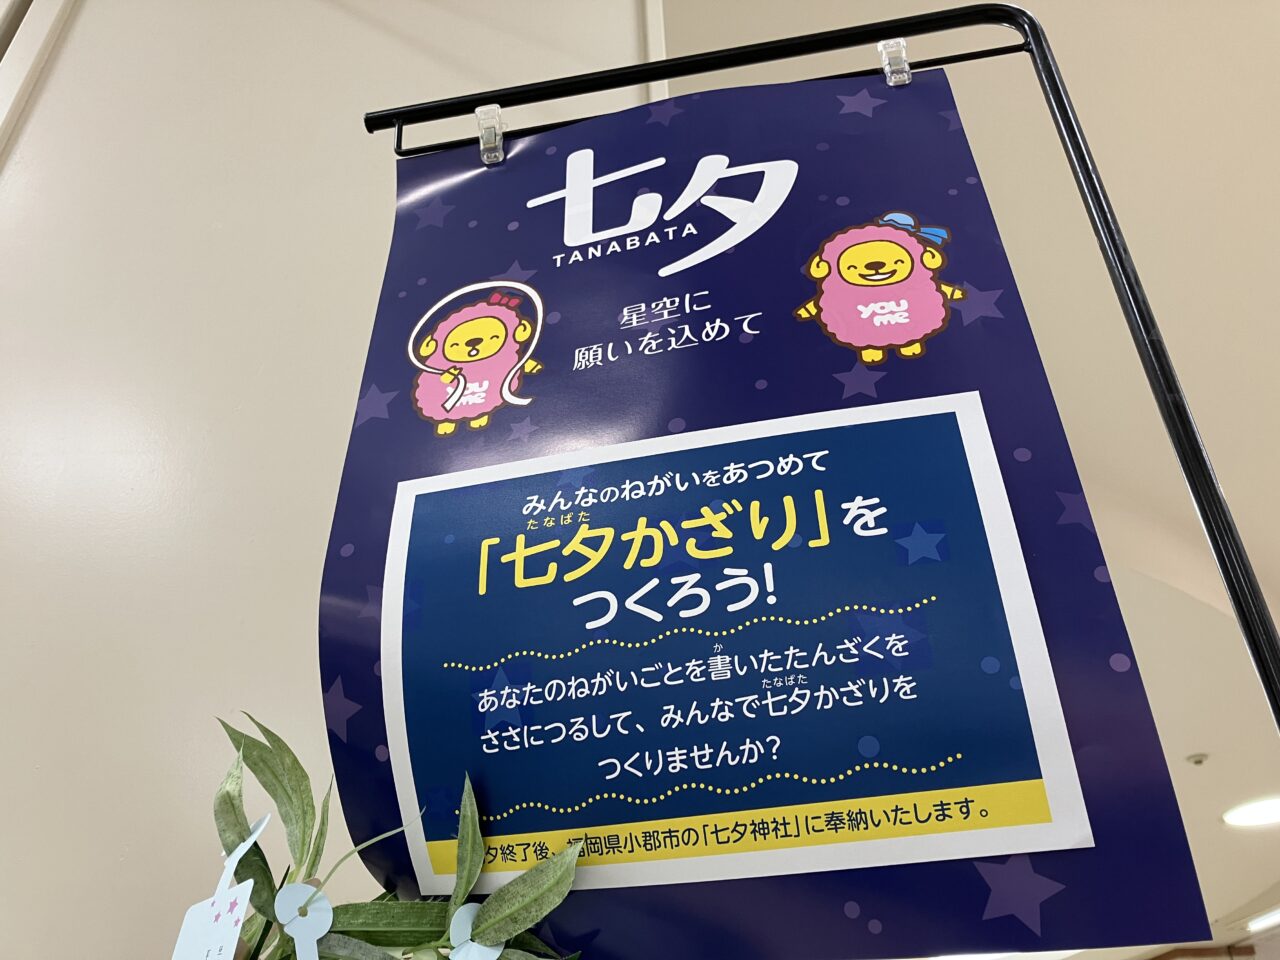 七夕
TANABATA
星空に
願いを込めて
YOU
ME
YOU
ME
みんなのねがいをあつめて
たなばた
「七夕かざり」を
つくろう!
か
あなたのねがいごとを書いたたんざくを
たなばた
ささにつるして、みんなで七夕かざりを
つくりませんか?
夕終了後、福岡県小郡市の「七夕神社」に奉納いたします。